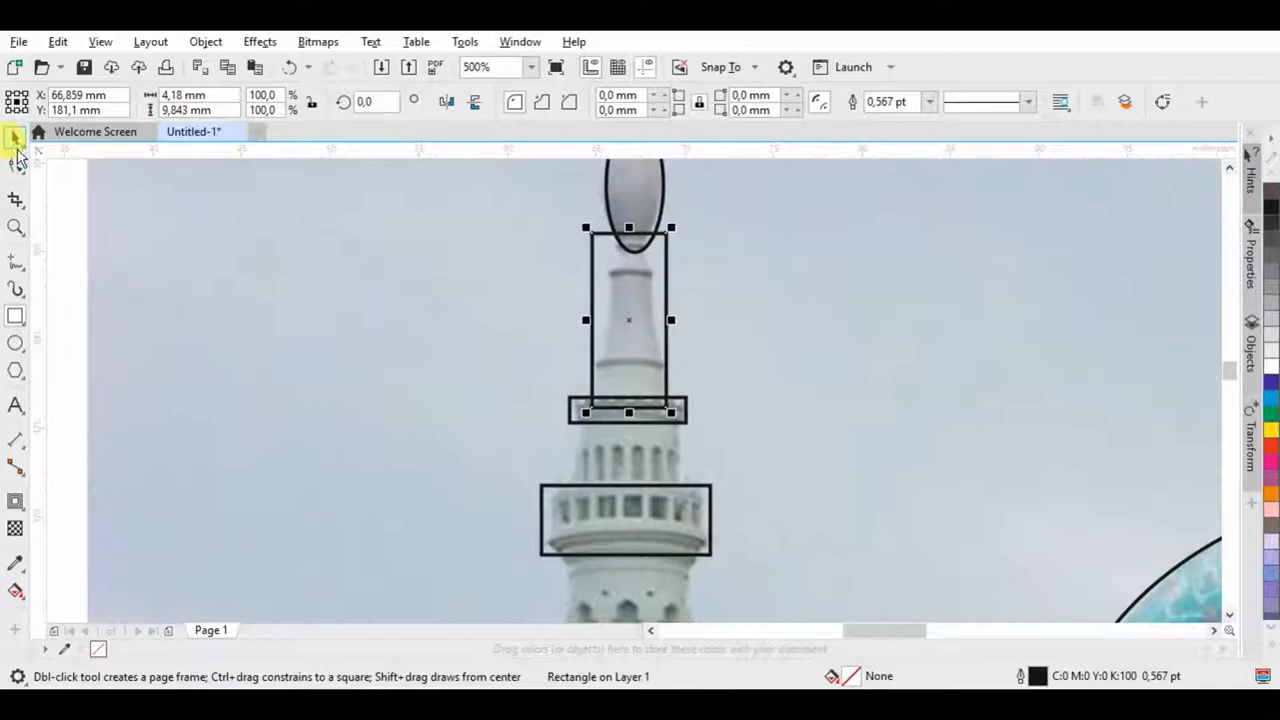 File Edit View Layout Object Effects Bitmaps Text Table Tools Window Help
PDF 500% Snap To Launch
X: 66,859 mm 4,18 mm 100,0 % 0,0 0,0 mm 0,0 mm 0,567 pt
Y: 181,1 mm 9,843 mm 100,0 % 0,0 mm 0,0 mm
Welcome Screen Untitled-1*
Hints
Properties
Objects
Transform
1 of 1 Page 1
Drag colors (or objects) here to store these colors with your document
Dbl-click tool creates a page frame; Ctrl+drag constrains to a square; Shift+drag draws from center Rectangle on Layer 1 None C:0 M:0 Y:0 K:100 0,567 pt